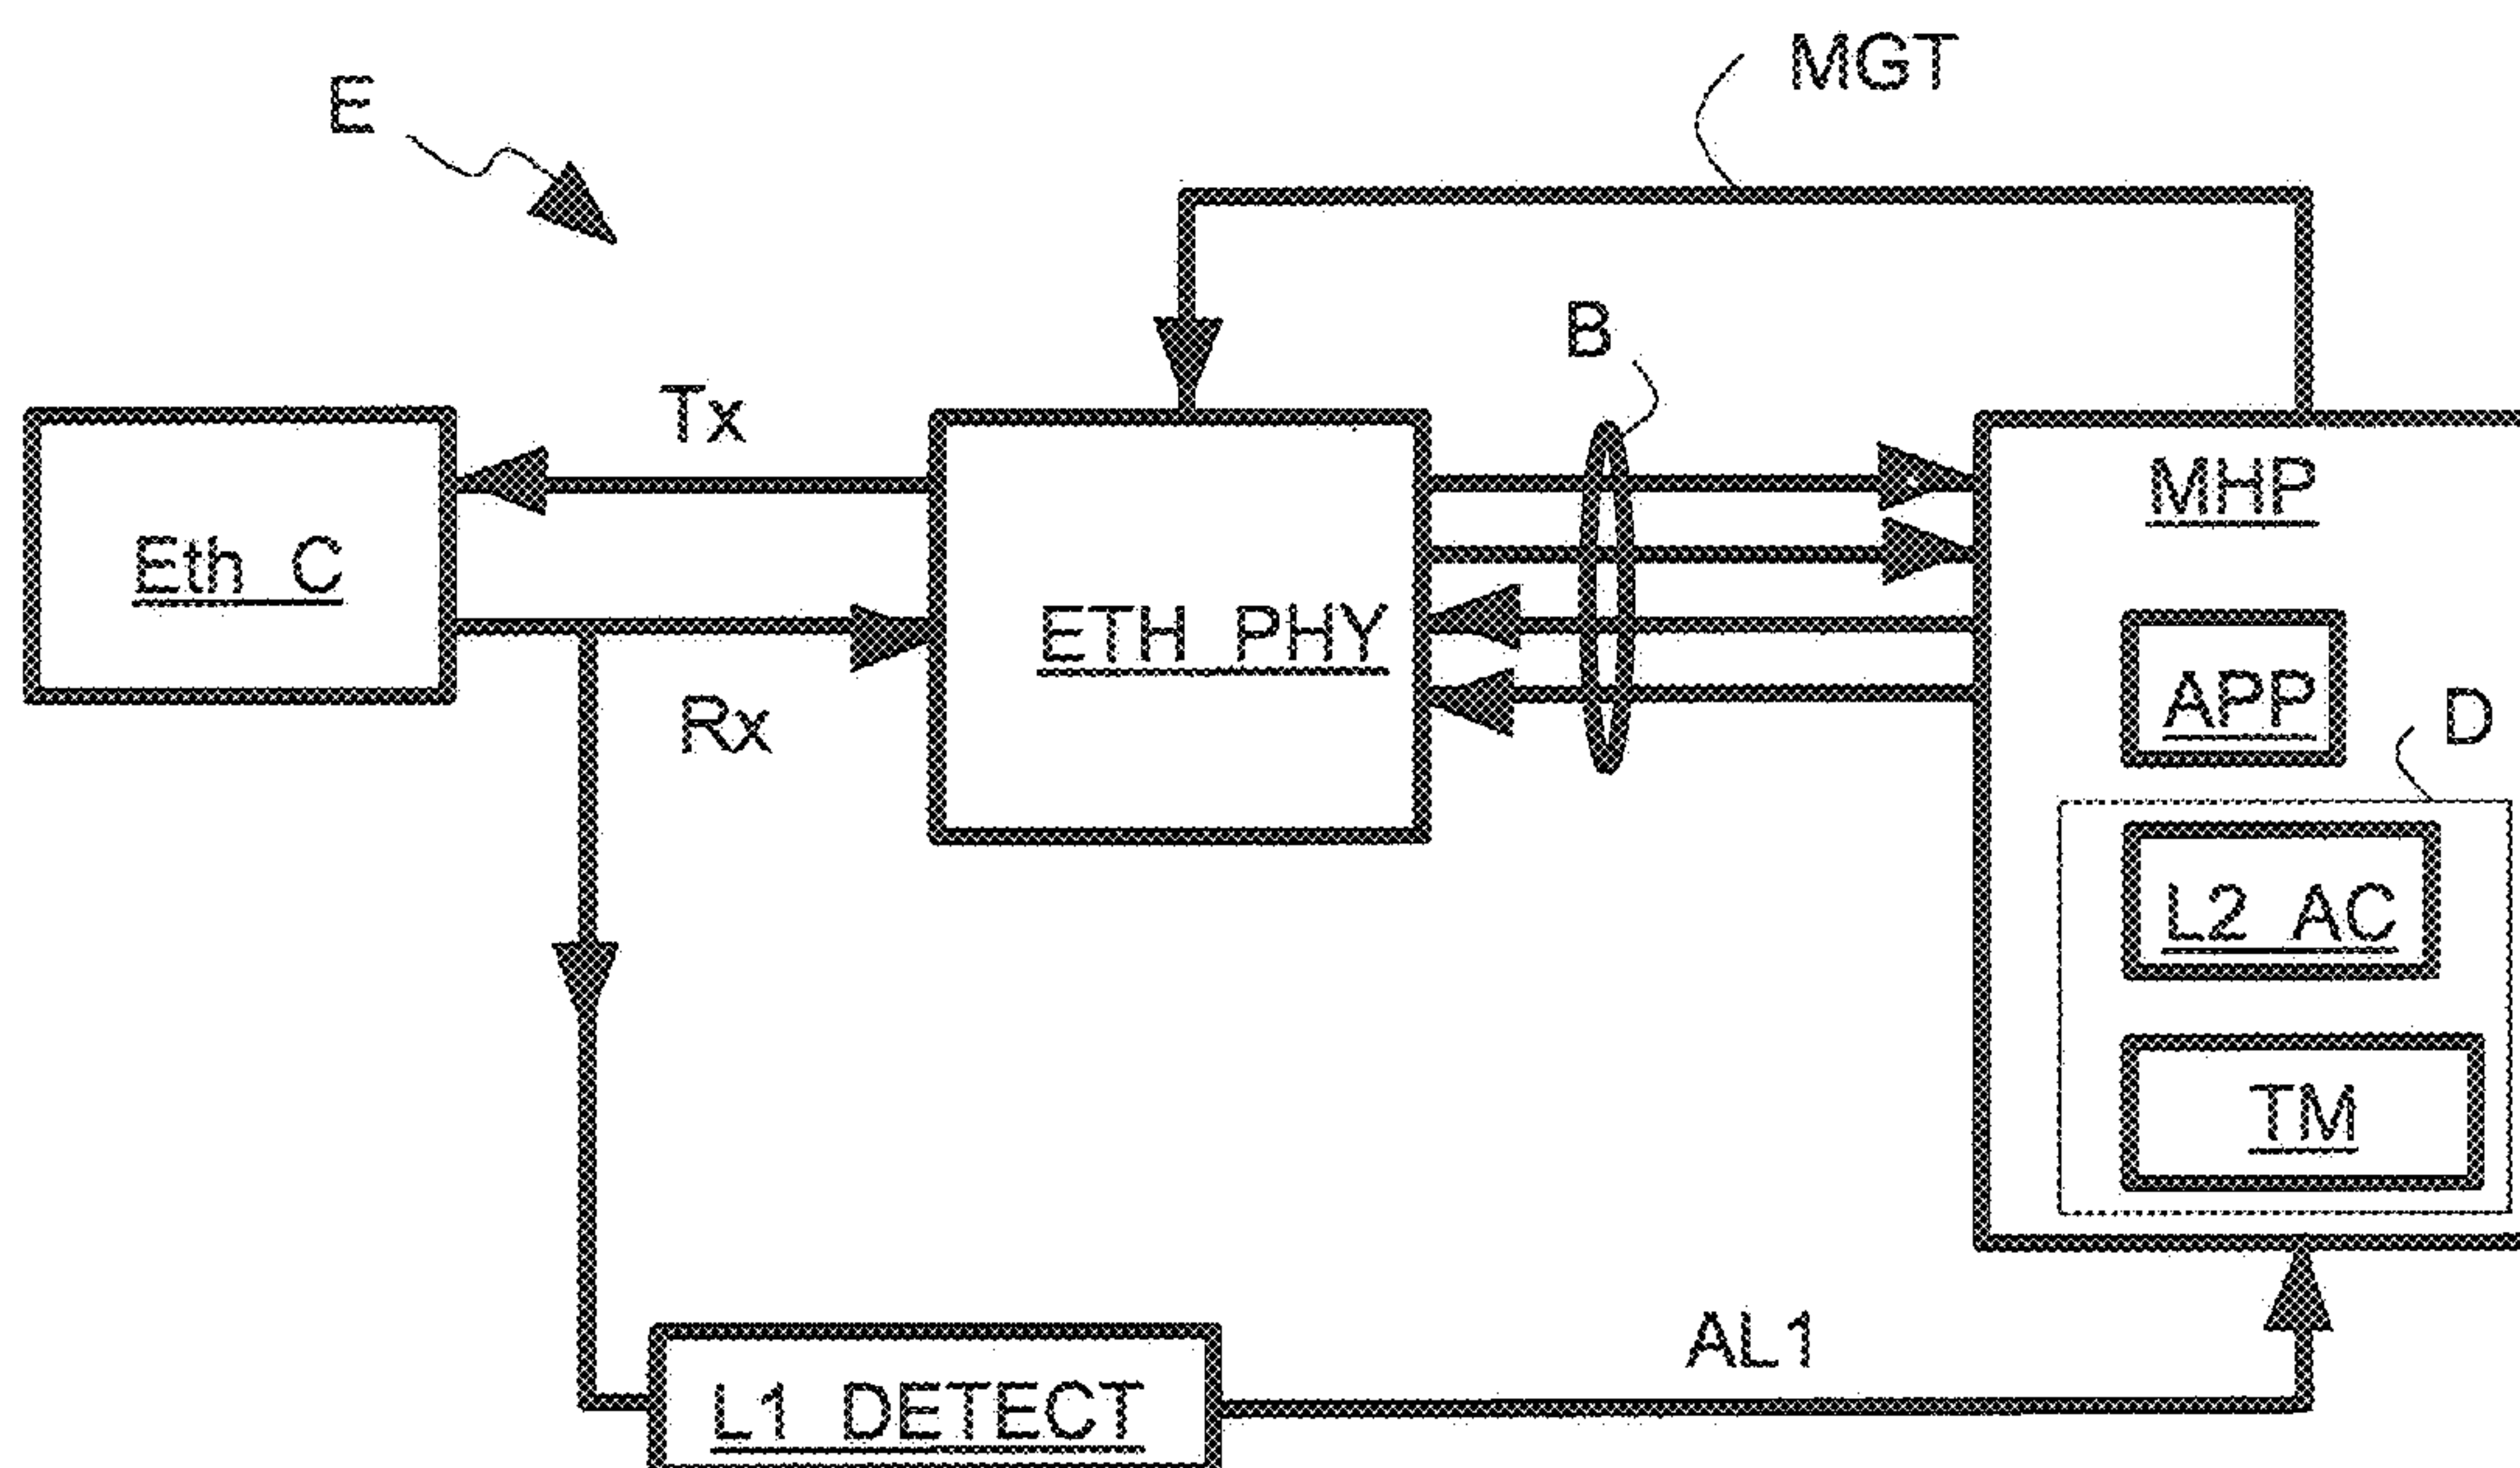 MGT
E
B
Tx
MHP
Eth C
ETH PHY
APP
Rx
D
L2 AC
TM
AL1
L1 DETECT